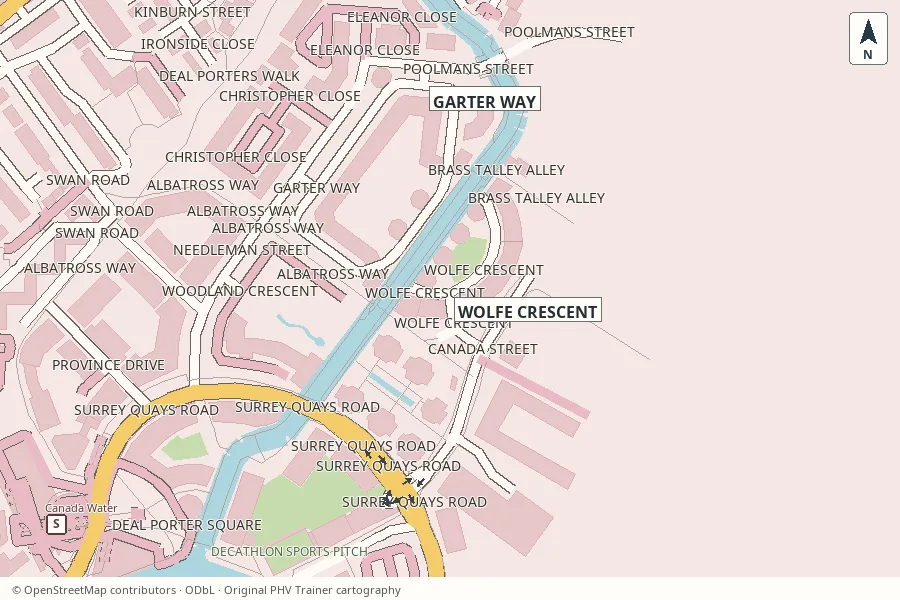 KINBURN STREET
ELEANOR CLOSE
POOLMANS STREET
IRONSIDE CLOSE
ELEANOR CLOSE
N
DEAL PORTERS WALK
POOLMANS STREET
CHRISTOPHER CLOSE
GARTER WAY
CHRISTOPHER CLOSE
BRASS TALLEY ALLEY
SWAN ROAD
ALBATROSS WAY
GARTER WAY
BRASS TALLEY ALLEY
SWAN ROAD
ALBATROSS WAY
ALBATROSS WAY
SWAN ROAD
NEEDLEMAN STREET
ALBATROSS WAY
ALBATROSS WAY
WOLFE CRESCENT
WOODLAND CRESCENT
WOLFE CRESCENT
WOLFE CRESCENT
WOLFE CRESCENT
CANADA STREET
PROVINCE DRIVE
SURREY QUAYS ROAD
SURREY QUAYS ROAD
SURREY QUAYS ROAD
SURREY QUAYS ROAD
SURREY QUAYS ROAD
Canada Water
S
DEAL PORTER SQUARE
DECATHLON SPORTS PITCH
© OpenStreetMap contributors · ODbL · Original PHV Trainer cartography